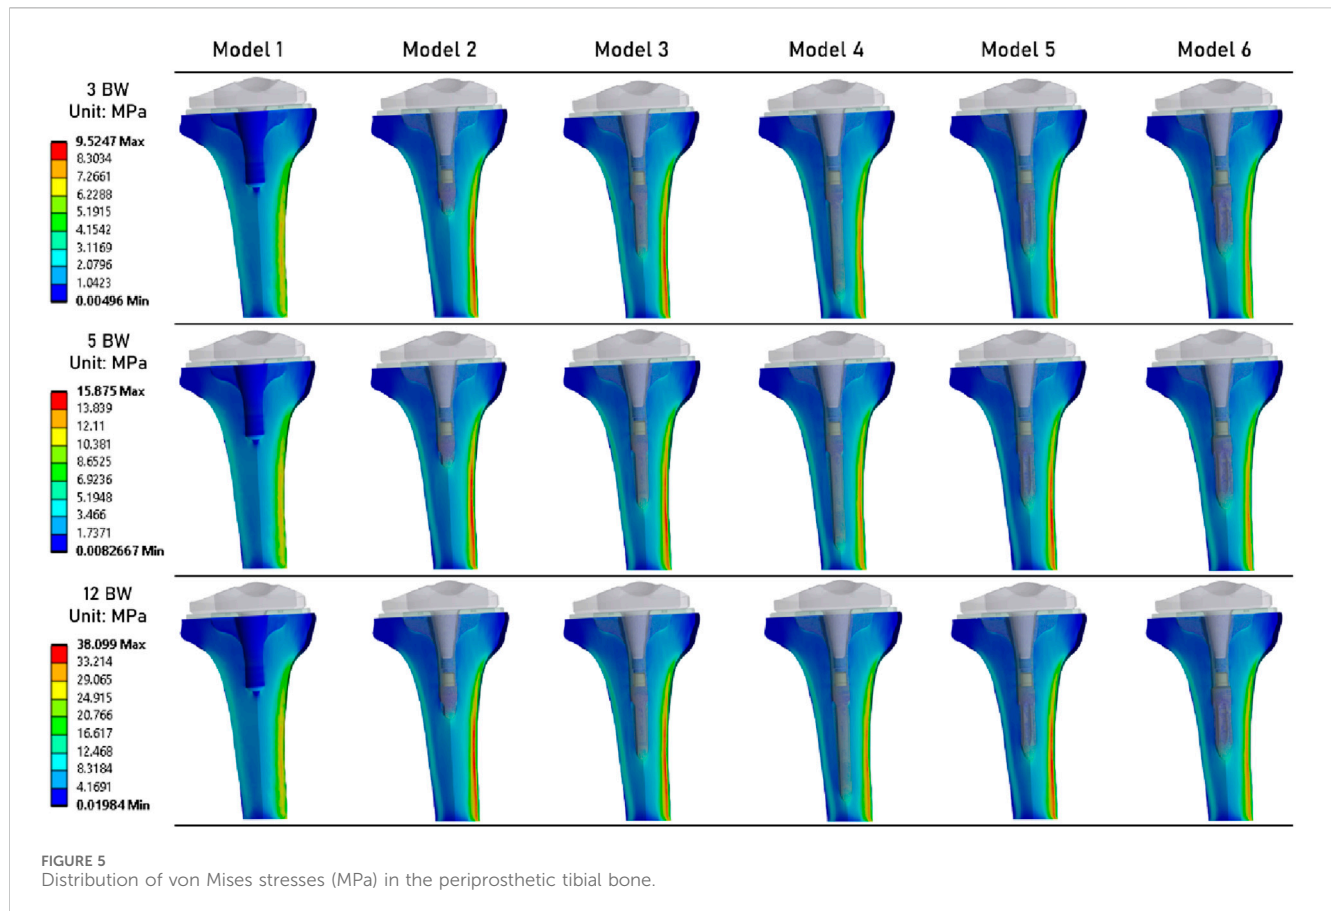 Model 1 Model 2 Model 3 Model 4 Model 5 Model 6
3 BW
Unit: MPa
9.5247 Max
8.3034
7.2661
6.2288
5.1915
4.1542
3.1169
2.0796
1.0423
0.00496 Min
5 BW
Unit: MPa
15.875 Max
13.839
12.11
10.381
8.6525
6.9236
5.1948
3.466
1.7371
0.0082667 Min
12 BW
Unit: MPa
38.099 Max
33.214
29.065
24.915
20.766
16.617
12.468
8.3184
4.1691
0.01984 Min
FIGURE 5
Distribution of von Mises stresses (MPa) in the periprosthetic tibial bone.